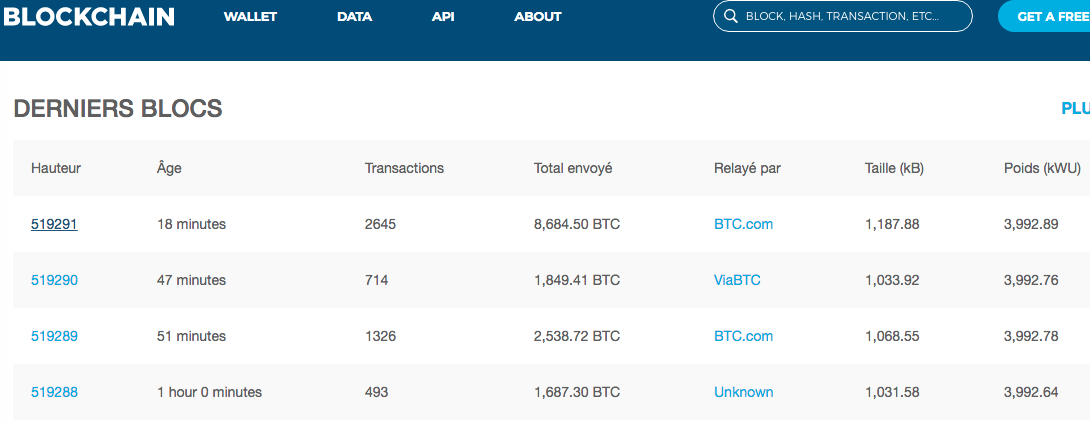 BLOCKCHAIN WALLET DATA API ABOUT BLOCK, HASH, TRANSACTION, ETC... GET A FREE
DERNIERS BLOCS PLU
Hauteur Âge Transactions Total envoyé Relayé par Taille (kB) Poids (kWU)
519291 18 minutes 2645 8,684.50 BTC BTC.com 1,187.88 3,992.89
519290 47 minutes 714 1,849.41 BTC ViaBTC 1,033.92 3,992.76
519289 51 minutes 1326 2,538.72 BTC BTC.com 1,068.55 3,992.78
519288 1 hour 0 minutes 493 1,687.30 BTC Unknown 1,031.58 3,992.64